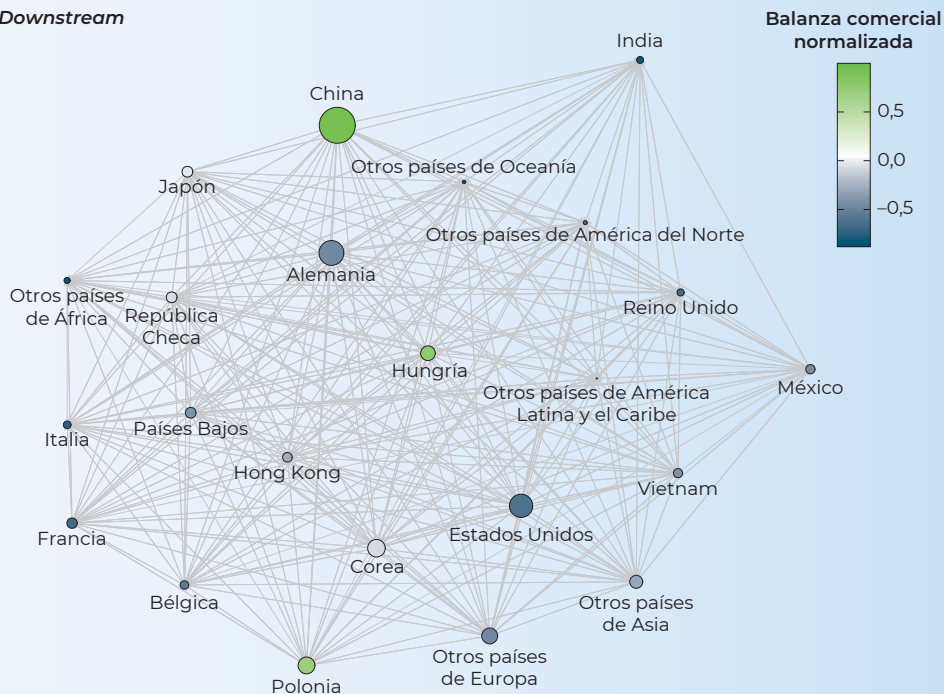 Downstream
Balanza comercial
normalizada
0,5
0,0
–0,5
India
China
Otros países de Oceanía
Japón
Otros países de América del Norte
Alemania
Otros países
de África
República
Checa
Reino Unido
Hungría
México
Otros países de América
Latina y el Caribe
Italia
Países Bajos
Hong Kong
Vietnam
Estados Unidos
Francia
Corea
Bélgica
Otros países
de Asia
Otros países
de Europa
Polonia